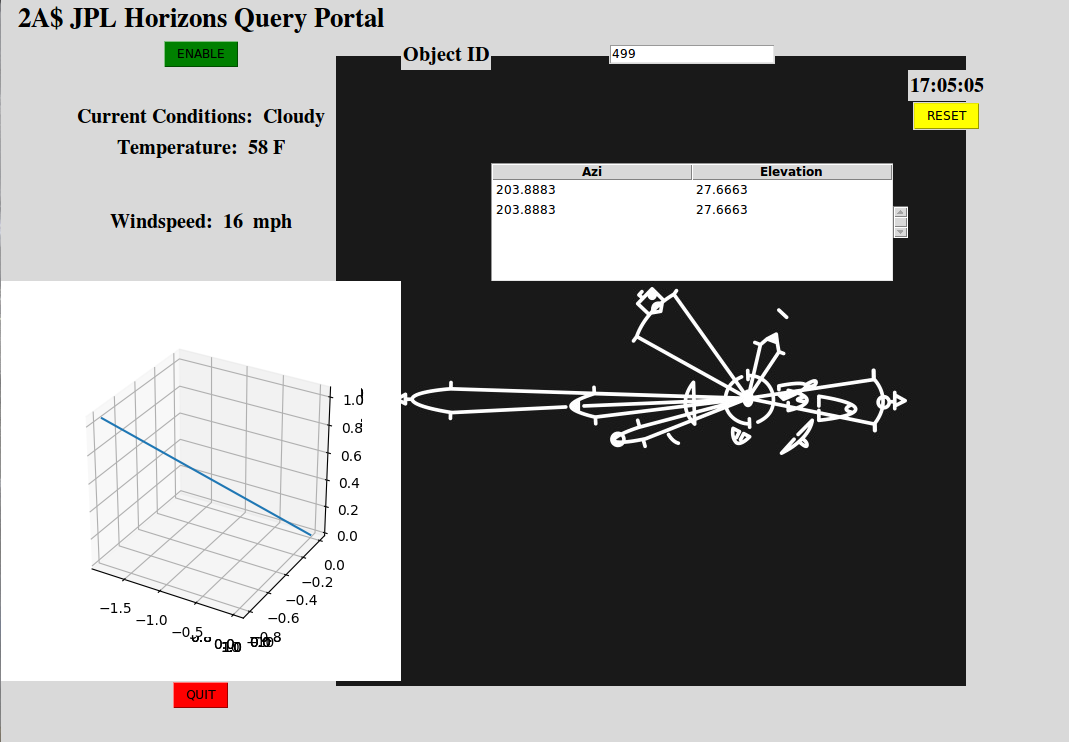 2A$ JPL Horizons Query Portal
ENABLE
Object ID
499
17:05:05
RESET
Current Conditions: Cloudy
Temperature: 58 F
Windspeed: 16 mph
Azi Elevation
203.8883 27.6663
203.8883 27.6663
1.0
0.8
0.6
0.4
0.2
0.0
0.0
−0.2
−0.4
−0.6
−0.8
−1.5
−1.0
−0.5
QUIT